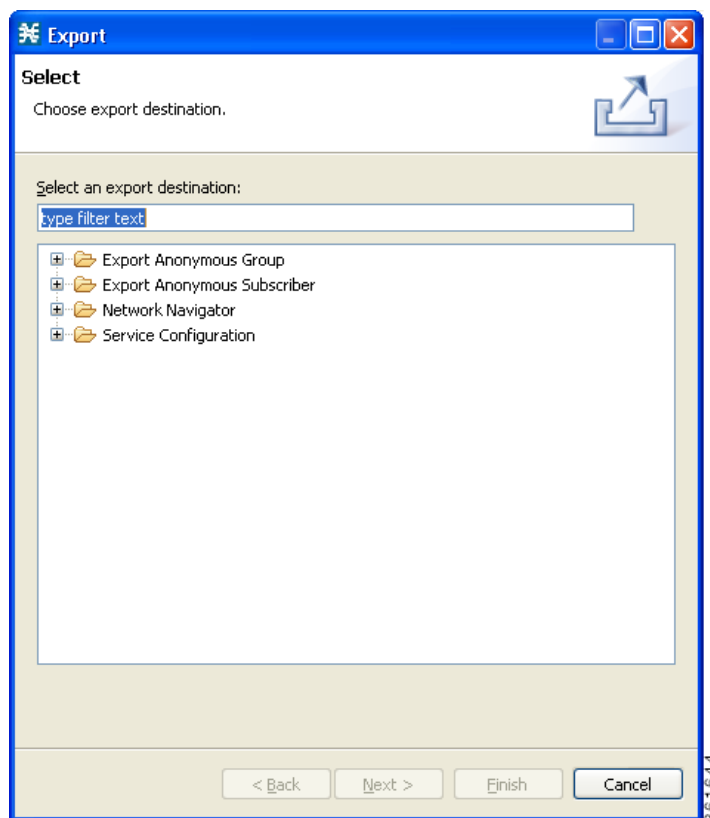 Export
Select
Choose export destination.
Select an export destination:
type filter text
Export Anonymous Group
Export Anonymous Subscriber
Network Navigator
Service Configuration
< Back
Next >
Finish
Cancel